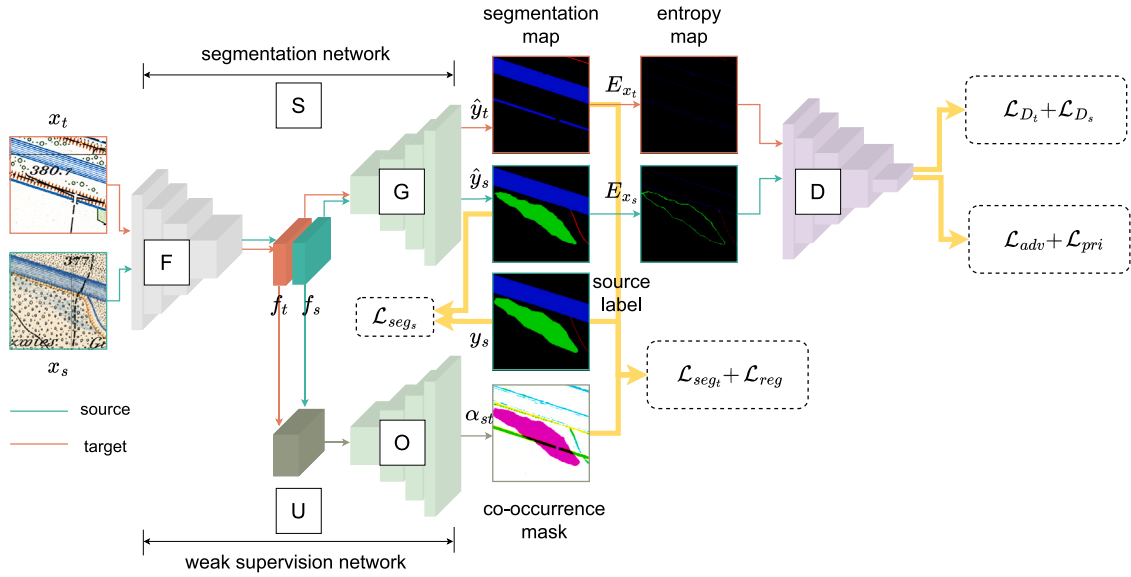 segmentation network
segmentation
map
entropy
map
S
x_t
380.7
F
x_s
377
f_t f_s
G
ŷ_t
ŷ_s
E_{x_t}
E_{x_s}
D
ℒ_{D_t}+ℒ_{D_s}
ℒ_{adv}+ℒ_{pri}
ℒ_{seg_s}
y_s
source
label
ℒ_{seg_t}+ℒ_{reg}
source
target
O
α_{st}
U
co-occurrence
mask
weak supervision network